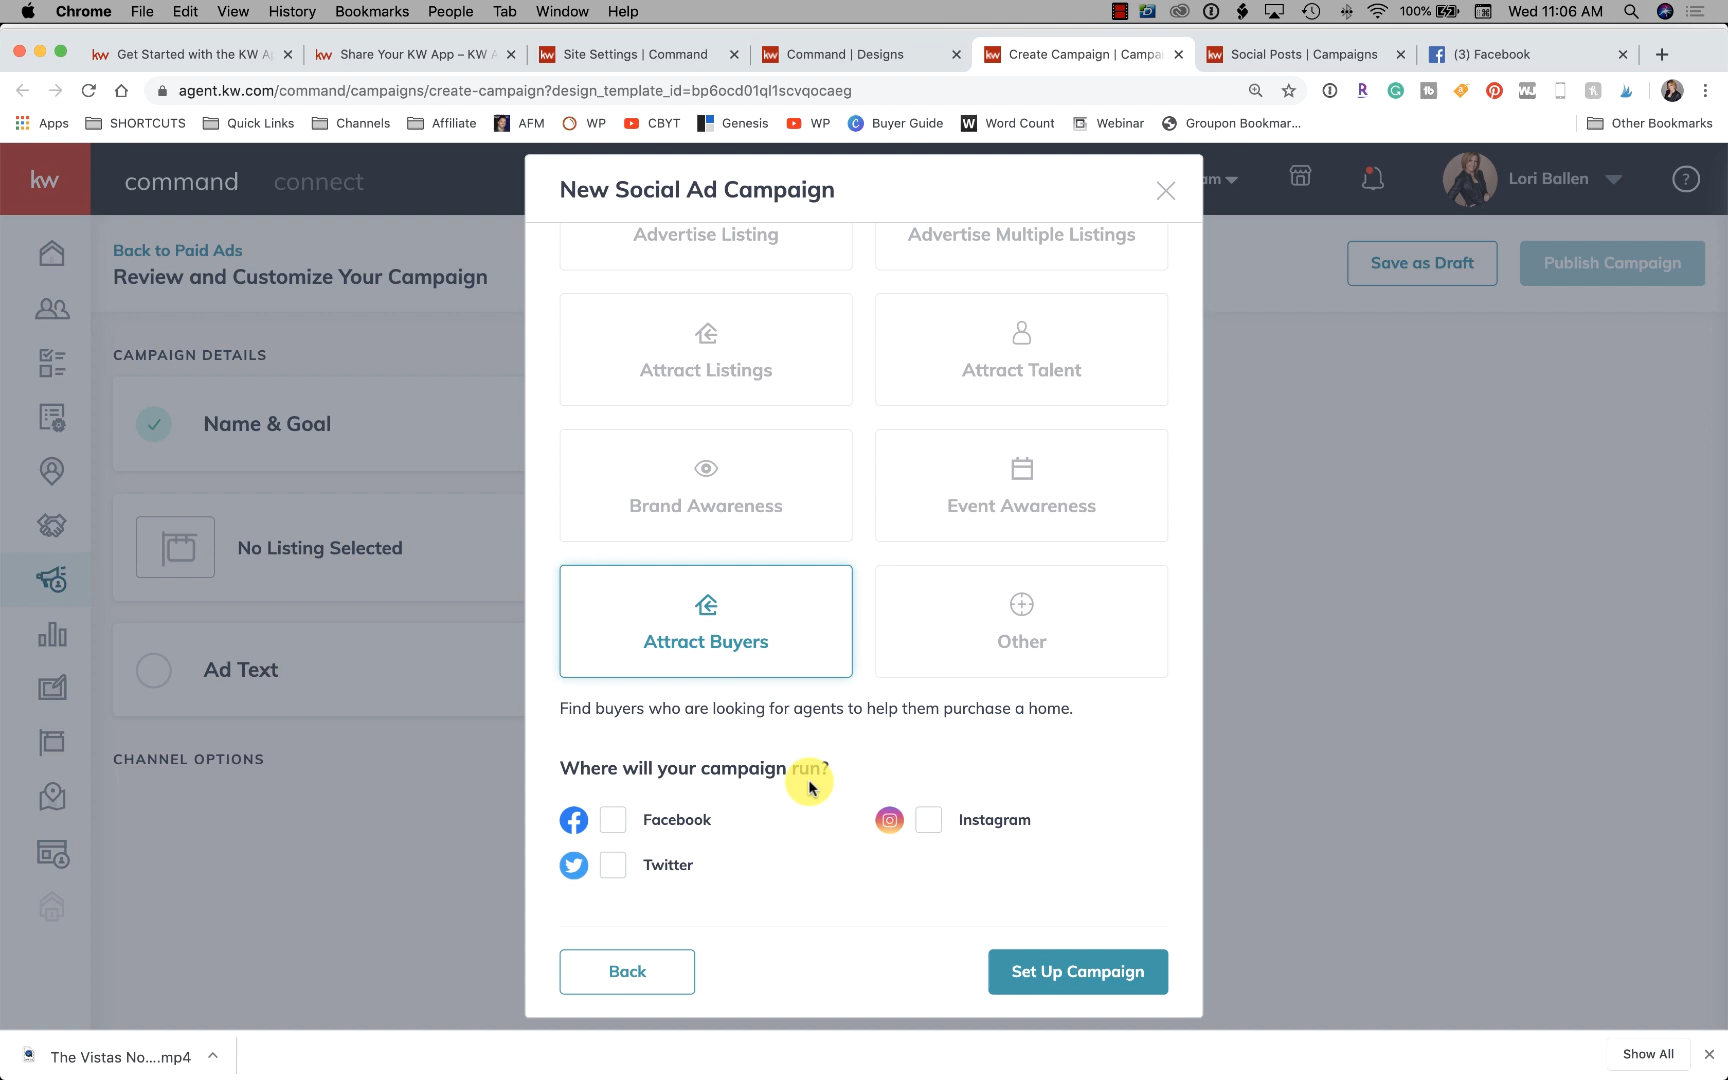 Chrome File Edit View History Bookmarks People Tab Window Help 100% Wed 11:06 AM
Get Started with the KW Ap Share Your KW App – KW A Site Settings | Command Command | Designs Create Campaign | Campai Social Posts | Campaigns (3) Facebook
agent.kw.com/command/campaigns/create-campaign?design_template_id=bp6ocd01ql1scvqocaeg
Apps SHORTCUTS Quick Links Channels Affiliate AFM WP CBYT Genesis WP Buyer Guide Word Count Webinar Groupon Bookmar... Other Bookmarks
kw command connect am Lori Ballen
New Social Ad Campaign
Back to Paid Ads
Review and Customize Your Campaign
Save as Draft Publish Campaign
CAMPAIGN DETAILS
Name & Goal
No Listing Selected
Ad Text
CHANNEL OPTIONS
Advertise Listing Advertise Multiple Listings
Attract Listings Attract Talent
Brand Awareness Event Awareness
Attract Buyers Other
Find buyers who are looking for agents to help them purchase a home.
Where will your campaign run?
Facebook Instagram
Twitter
Back Set Up Campaign
The Vistas No....mp4 Show All